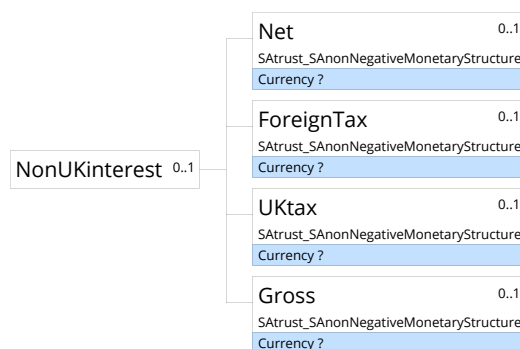 Net 0..1
SAtrust_SAnonNegativeMonetaryStructure
Currency ?
ForeignTax 0..1
SAtrust_SAnonNegativeMonetaryStructure
Currency ?
NonUKinterest 0..1
UKtax 0..1
SAtrust_SAnonNegativeMonetaryStructure
Currency ?
Gross 0..1
SAtrust_SAnonNegativeMonetaryStructure
Currency ?